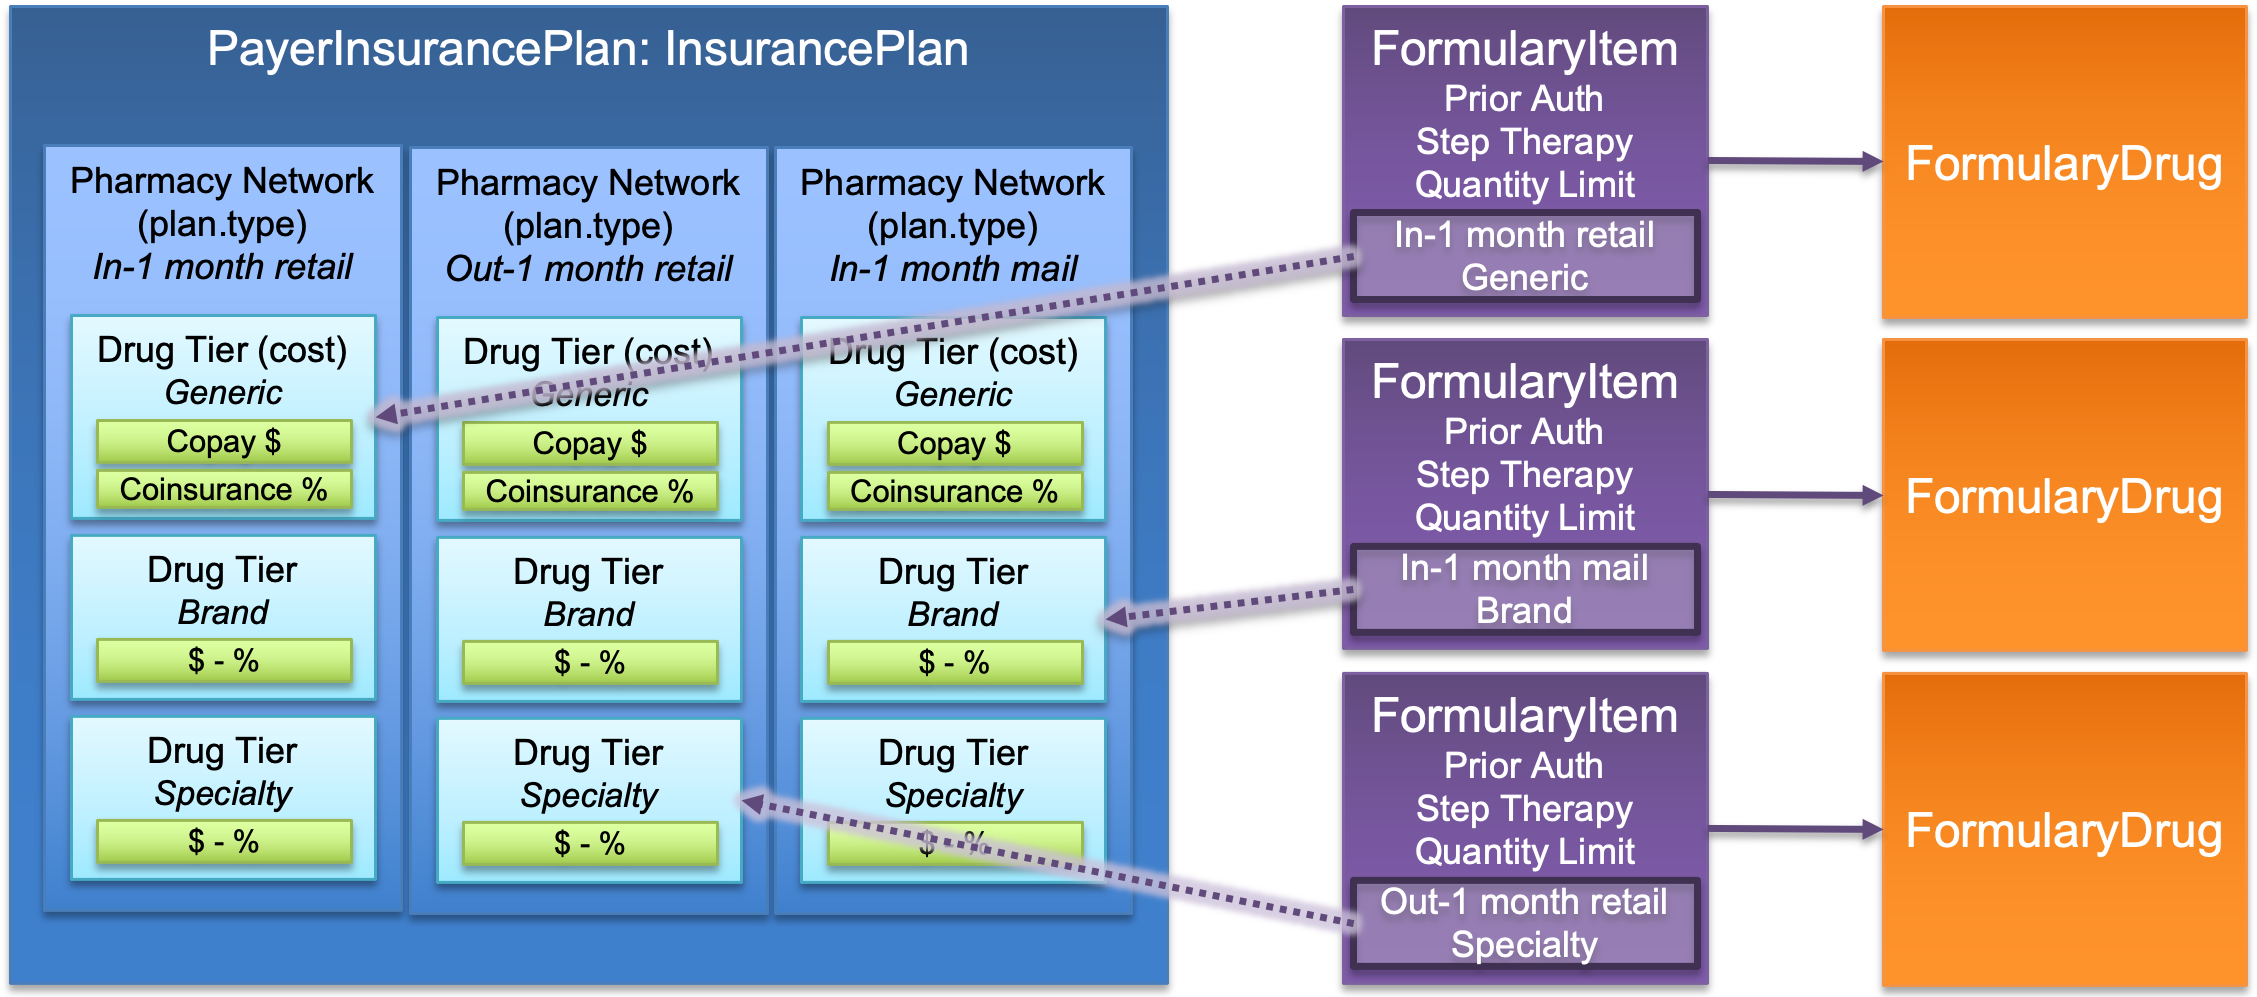 PayerInsurancePlan: InsurancePlan
Pharmacy Network
(plan.type)
In-1 month retail
Drug Tier (cost)
Generic
Copay $
Coinsurance %
Drug Tier
Brand
$ - %
Drug Tier
Specialty
$ - %
Pharmacy Network
(plan.type)
Out-1 month retail
Drug Tier (cost)
Generic
Copay $
Coinsurance %
Drug Tier
Brand
$ - %
Drug Tier
Specialty
$ - %
Pharmacy Network
(plan.type)
In-1 month mail
Drug Tier (cost)
Generic
Copay $
Coinsurance %
Drug Tier
Brand
$ - %
Drug Tier
Specialty
$ - %
FormularyItem
Prior Auth
Step Therapy
Quantity Limit
In-1 month retail
Generic
FormularyDrug
FormularyItem
Prior Auth
Step Therapy
Quantity Limit
In-1 month mail
Brand
FormularyDrug
FormularyItem
Prior Auth
Step Therapy
Quantity Limit
Out-1 month retail
Specialty
FormularyDrug